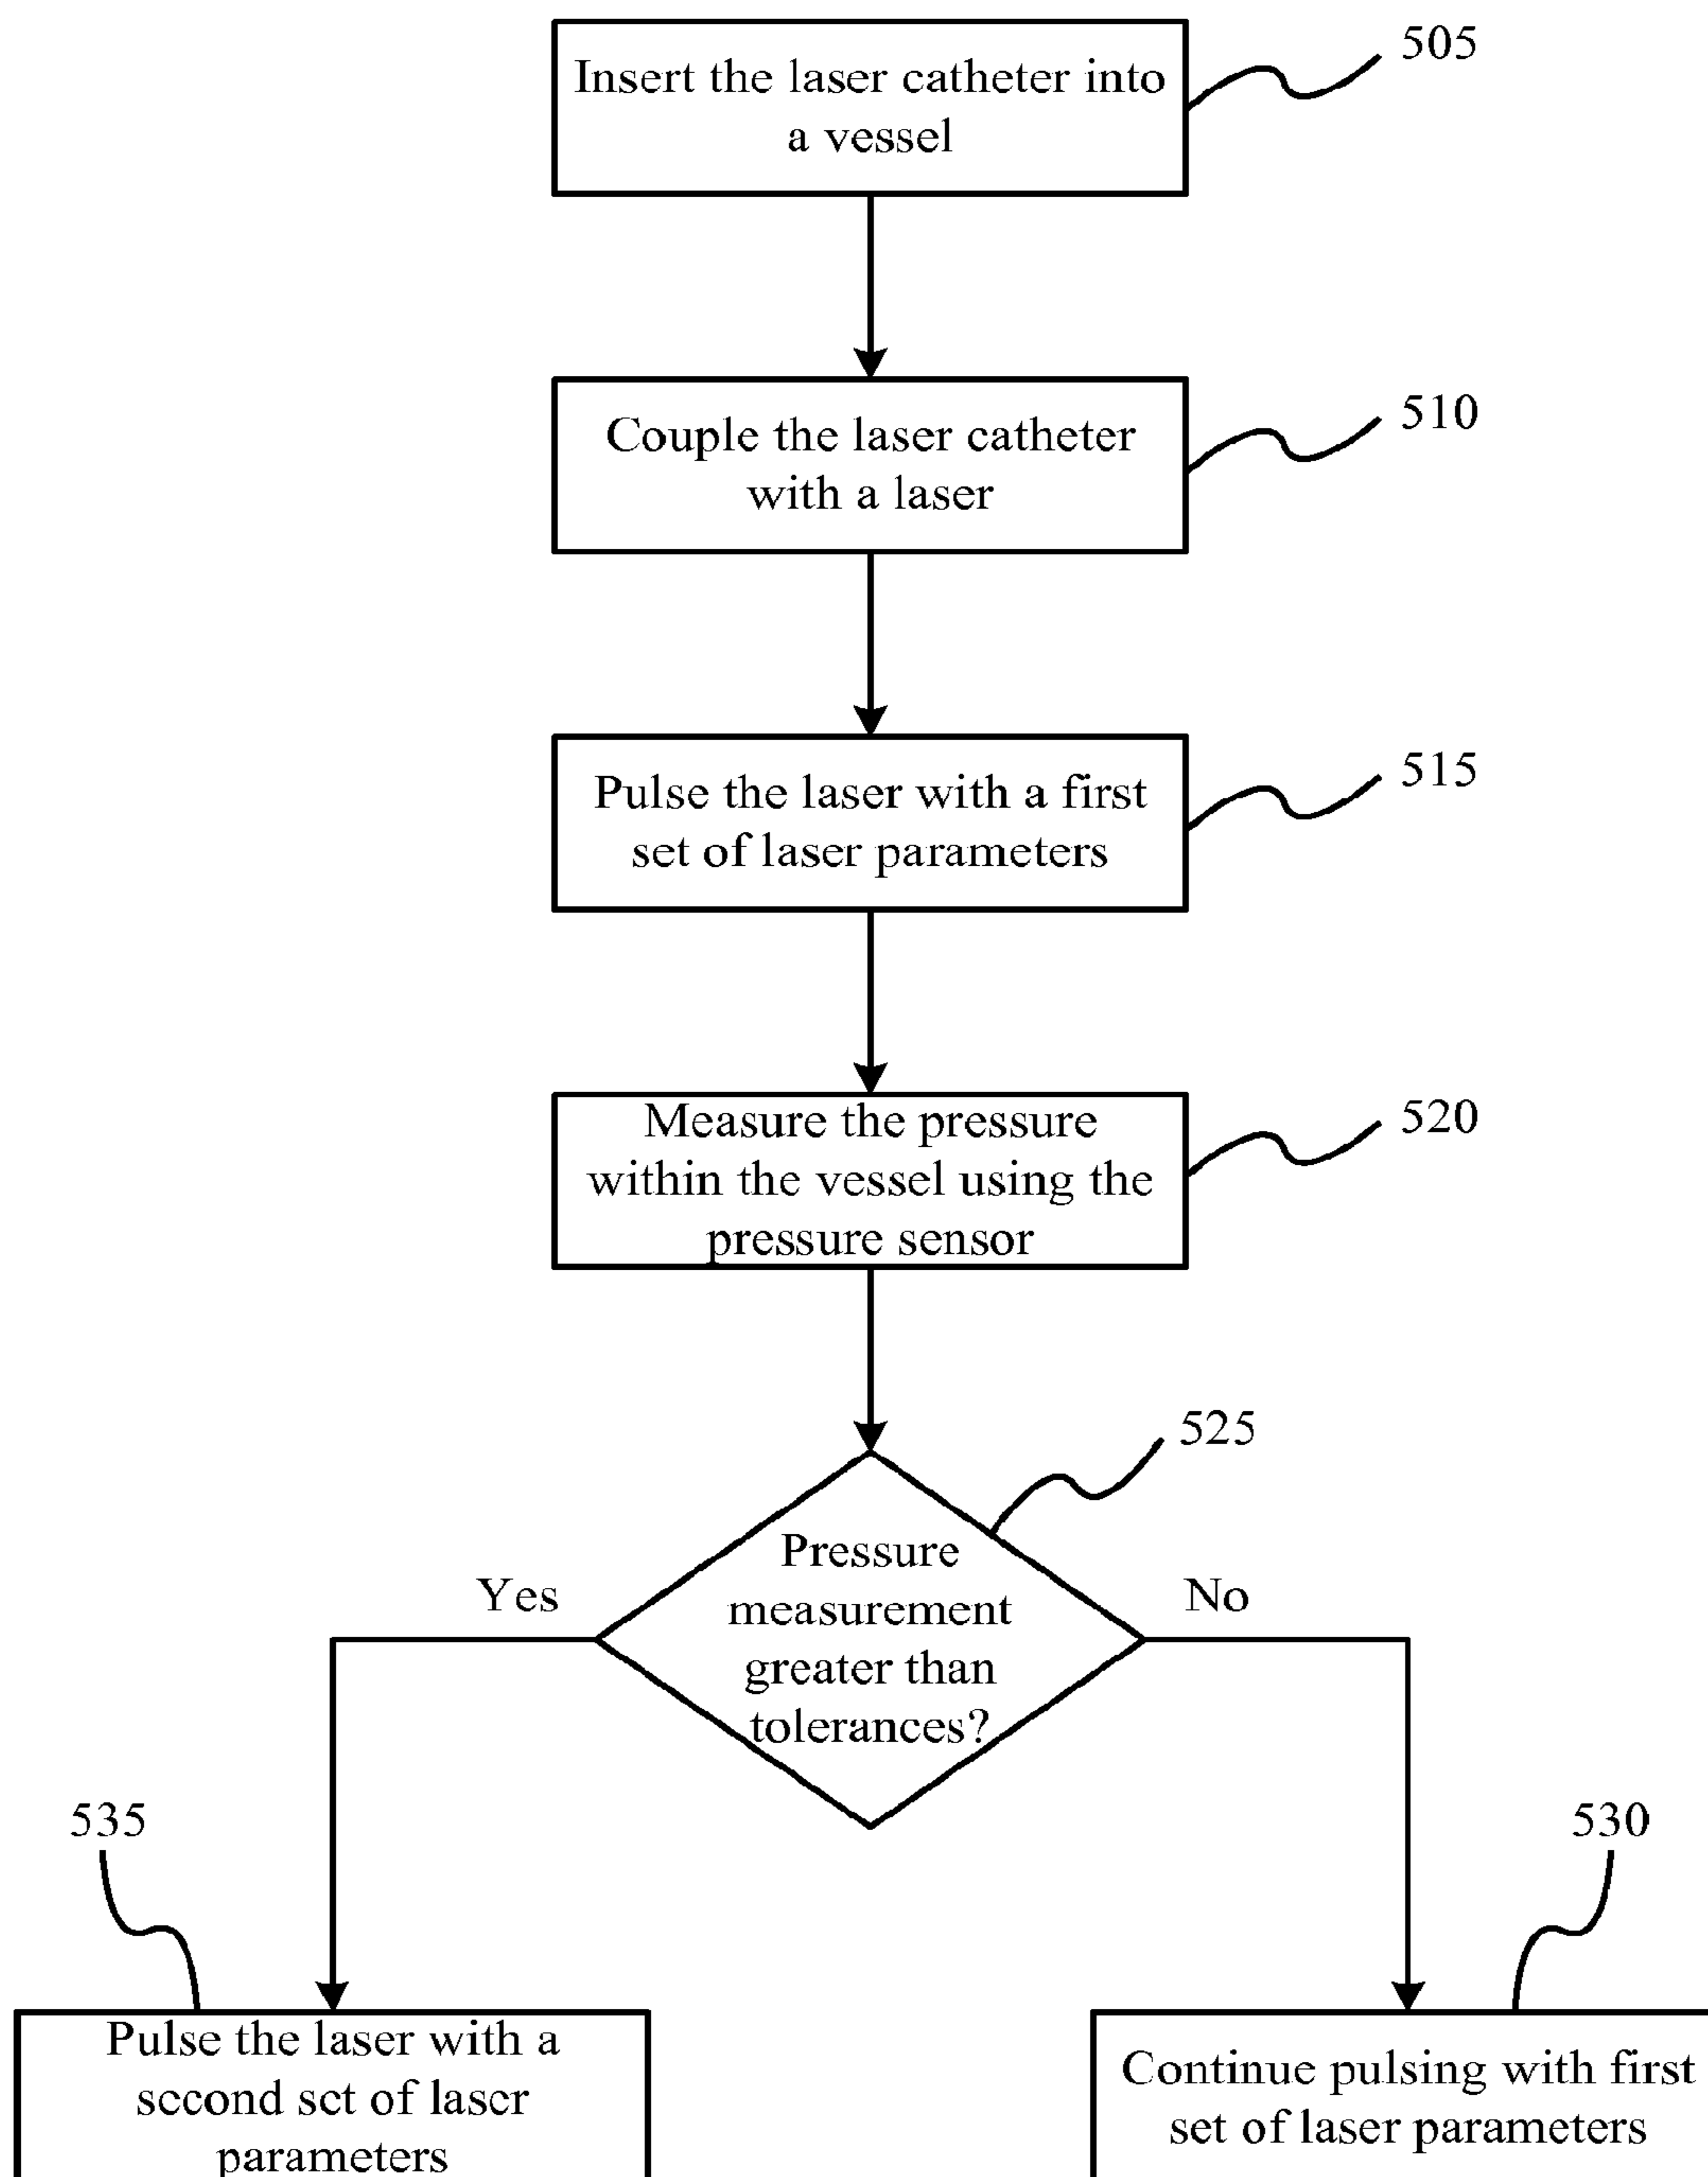 Insert the laser catheter into
a vessel
505
Couple the laser catheter
with a laser
510
Pulse the laser with a first
set of laser parameters
515
Measure the pressure
within the vessel using the
pressure sensor
520
525
Pressure
measurement
greater than
tolerances?
Yes
No
535
530
Pulse the laser with a
second set of laser
parameters
Continue pulsing with first
set of laser parameters